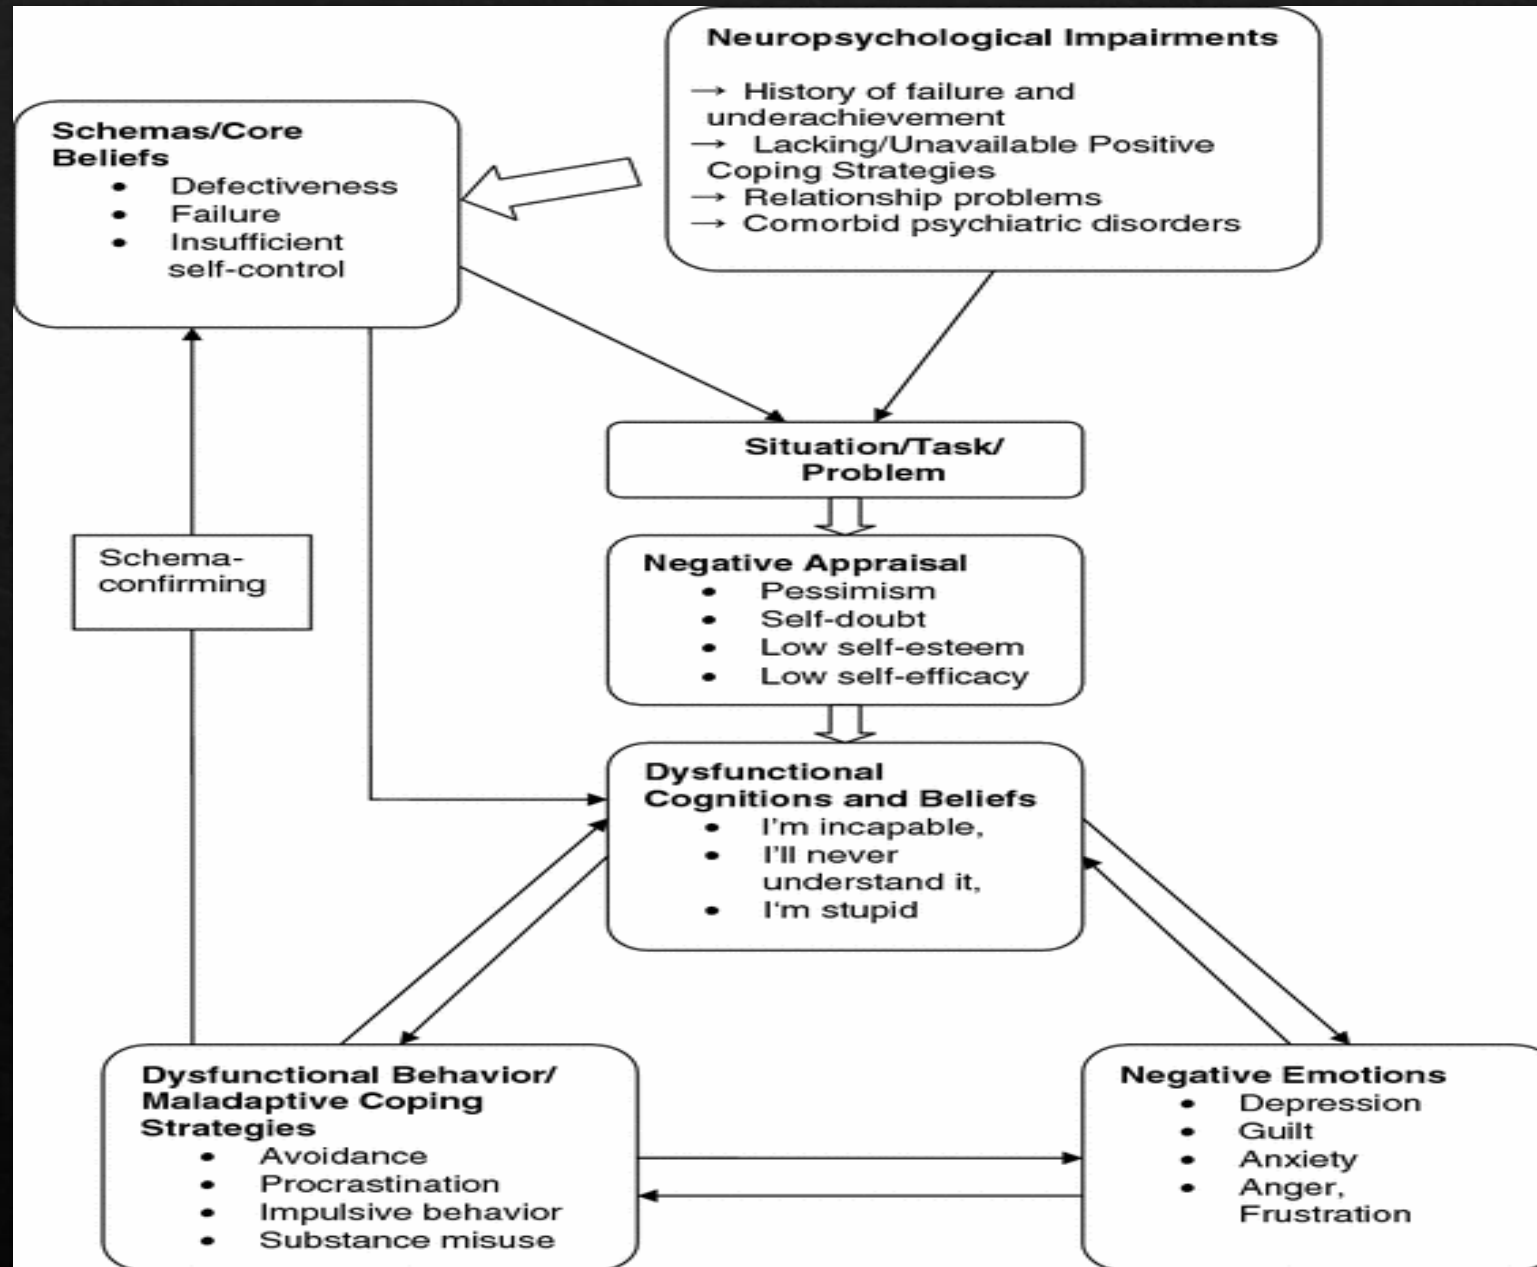 Neuropsychological Impairments
→ History of failure and
underachievement
→ Lacking/Unavailable Positive
Coping Strategies
→ Relationship problems
→ Comorbid psychiatric disorders
Schemas/Core
Beliefs
• Defectiveness
• Failure
• Insufficient
self-control
Situation/Task/
Problem
Schema-
confirming
Negative Appraisal
• Pessimism
• Self-doubt
• Low self-esteem
• Low self-efficacy
Dysfunctional
Cognitions and Beliefs
• I'm incapable,
• I'll never
understand it,
• I'm stupid
Dysfunctional Behavior/
Maladaptive Coping
Strategies
• Avoidance
• Procrastination
• Impulsive behavior
• Substance misuse
Negative Emotions
• Depression
• Guilt
• Anxiety
• Anger,
Frustration